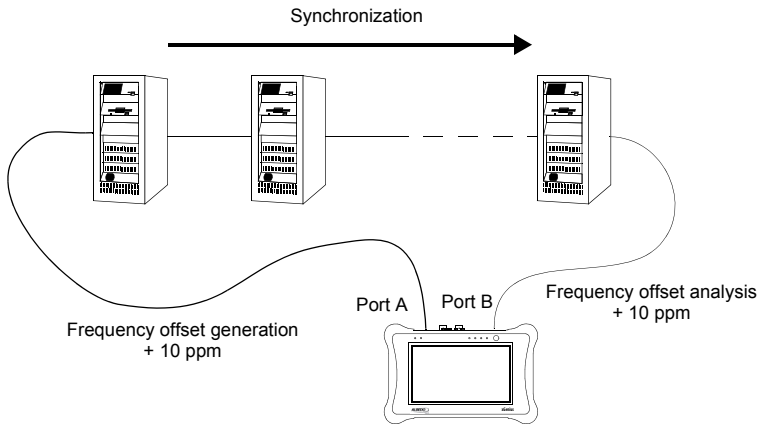 Synchronization
Port A
Port B
Frequency offset generation
+ 10 ppm
Frequency offset analysis
+ 10 ppm